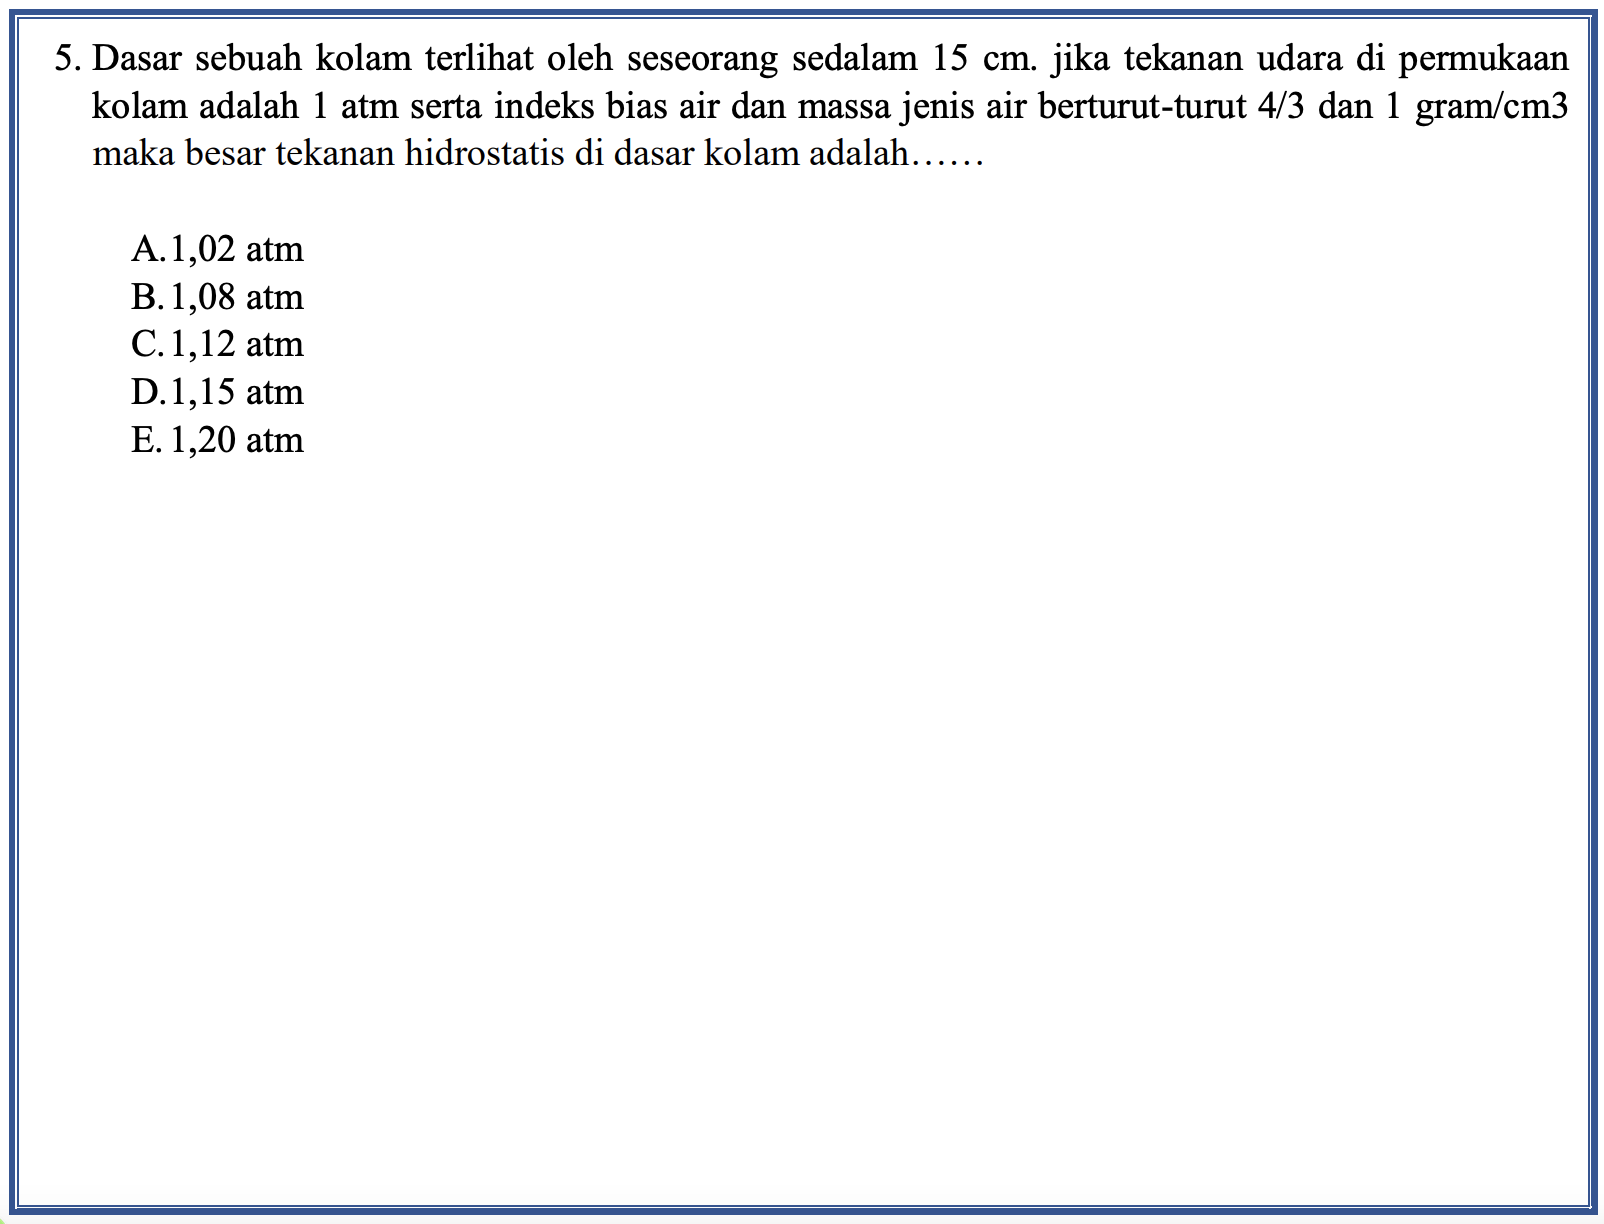 5. Dasar sebuah kolam terlihat oleh seseorang sedalam 15 cm. jika tekanan udara di permukaan
kolam adalah 1 atm serta indeks bias air dan massa jenis air berturut-turut 4/3 dan 1 gram/cm3
maka besar tekanan hidrostatis di dasar kolam adalah……
A.1,02 atm
B.1,08 atm
C.1,12 atm
D.1,15 atm
E.1,20 atm